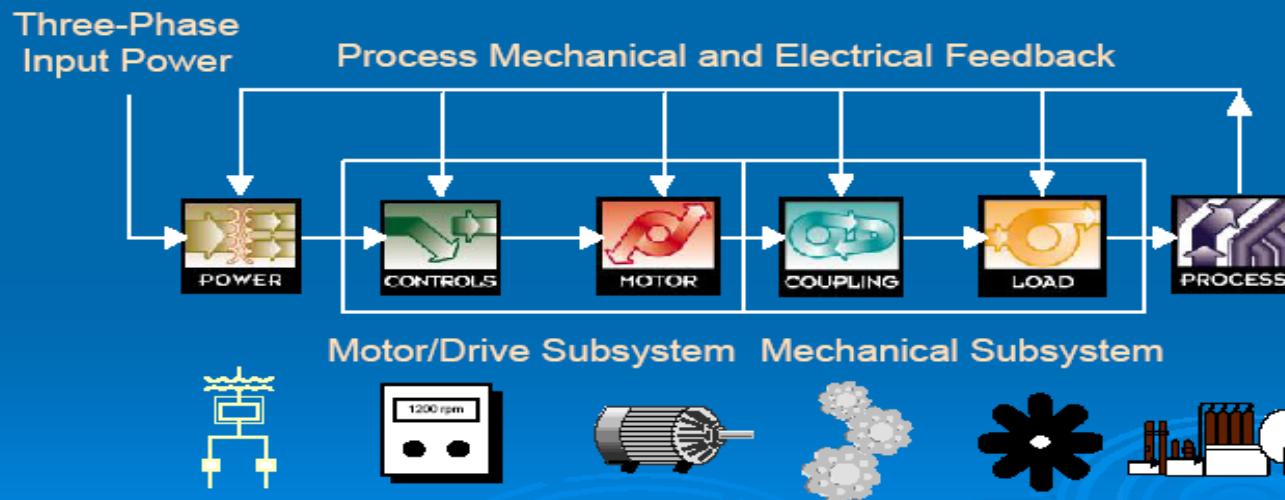 Three-Phase
Input Power
Process Mechanical and Electrical Feedback
POWER
CONTROLS
MOTOR
COUPLING
LOAD
PROCESS
Motor/Drive Subsystem
Mechanical Subsystem
1200 rpm